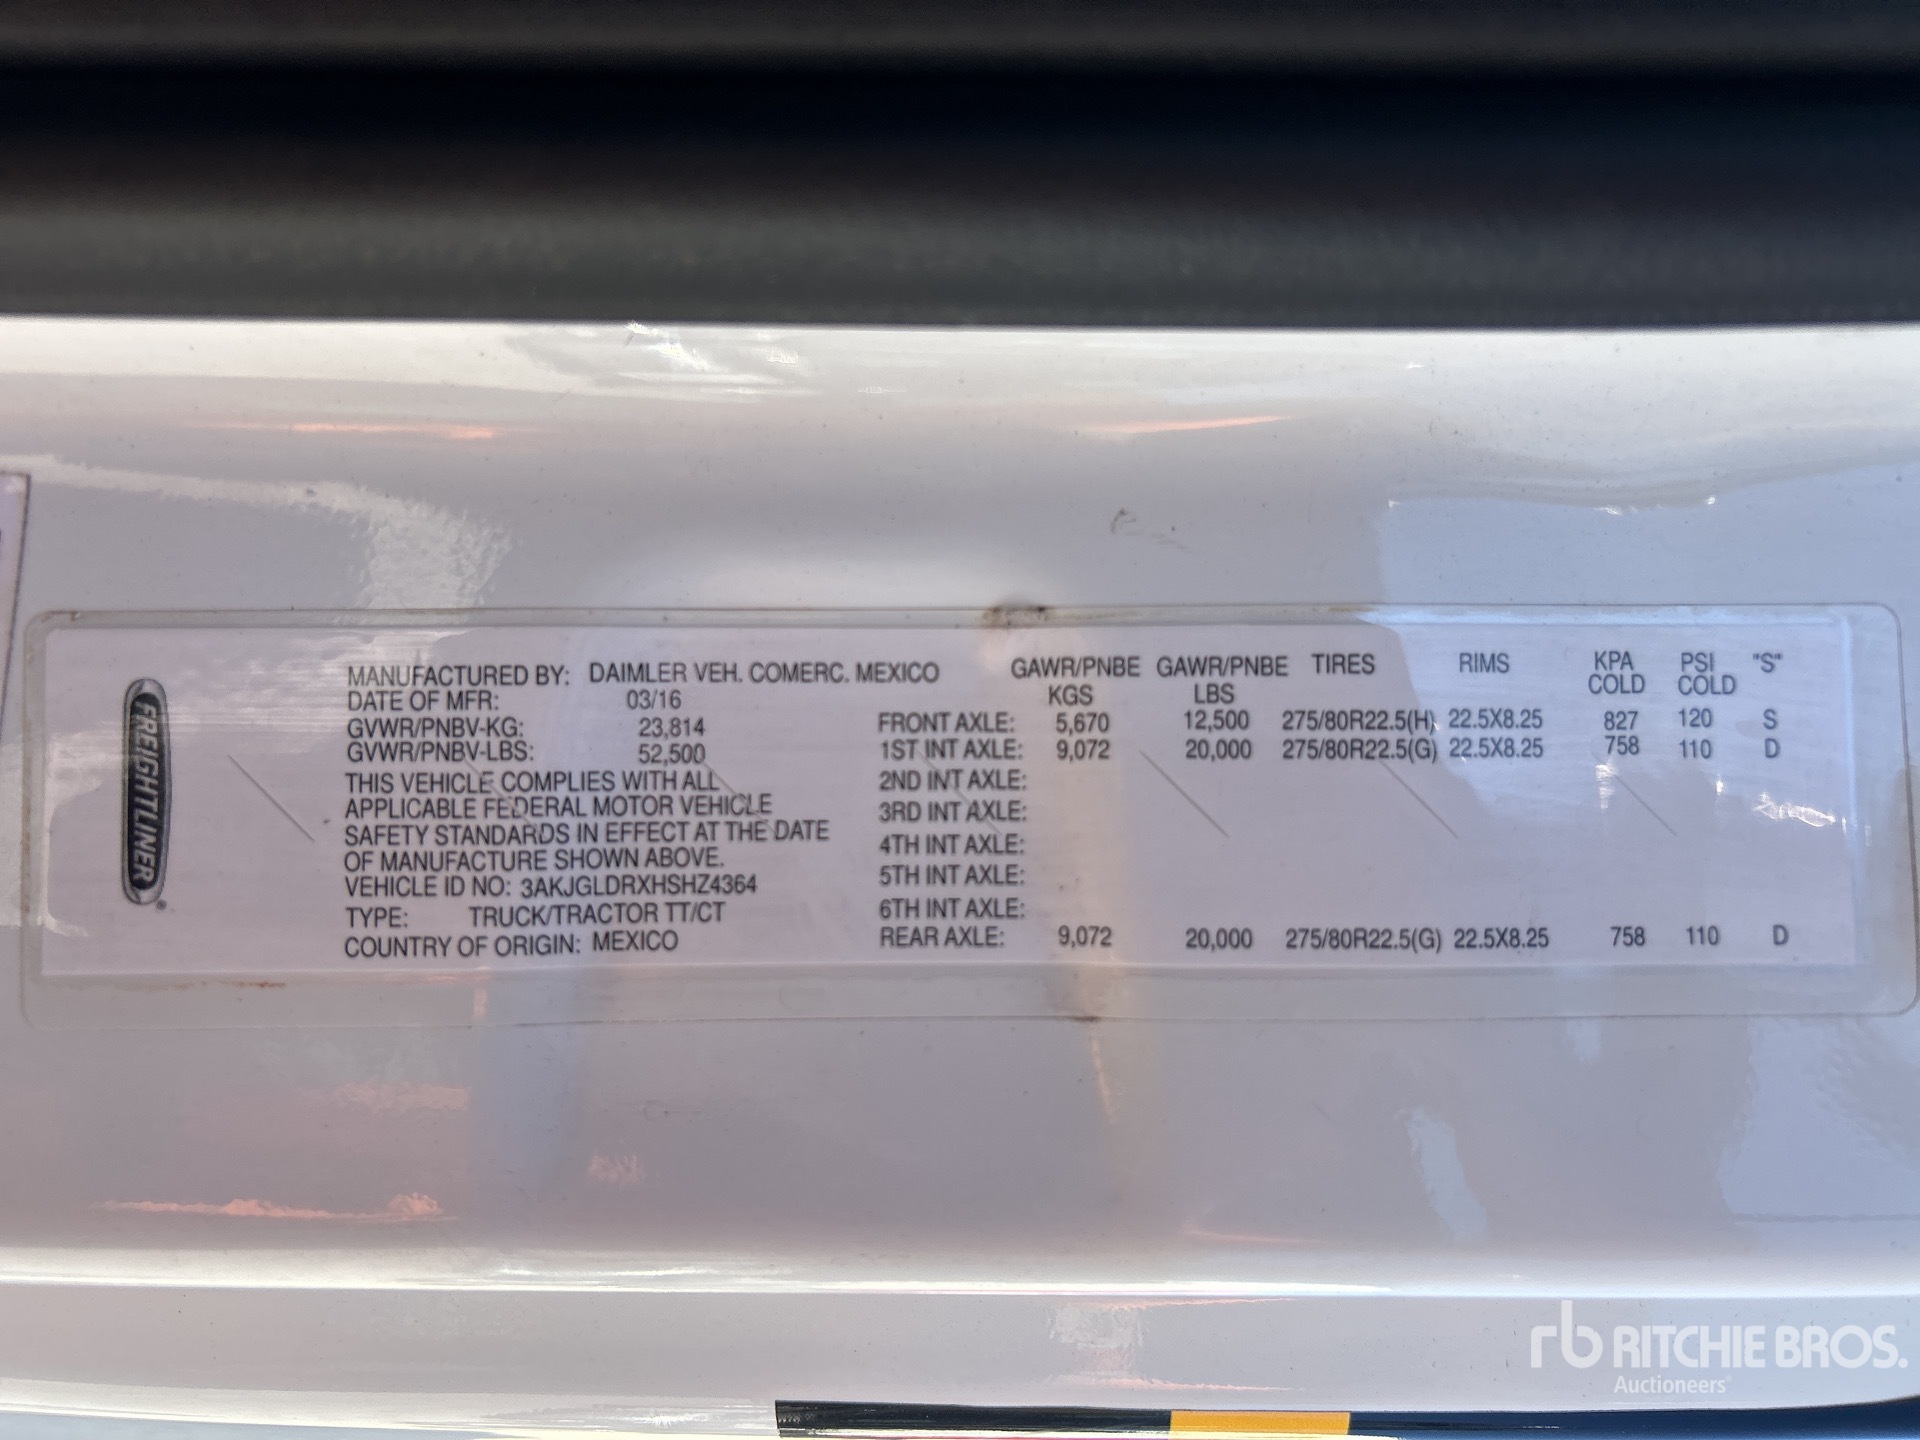 FREIGHTLINER®
MANUFACTURED BY: DAIMLER VEH. COMERC. MEXICO
DATE OF MFR: 03/16
GVWR/PNBV-KG: 23,814
GVWR/PNBV-LBS: 52,500
THIS VEHICLE COMPLIES WITH ALL
APPLICABLE FEDERAL MOTOR VEHICLE
SAFETY STANDARDS IN EFFECT AT THE DATE
OF MANUFACTURE SHOWN ABOVE.
VEHICLE ID NO: 3AKJGLDRXHSHZ4364
TYPE: TRUCK/TRACTOR TT/CT
COUNTRY OF ORIGIN: MEXICO
GAWR/PNBE GAWR/PNBE TIRES RIMS KPA PSI "S"
KGS LBS COLD COLD
FRONT AXLE: 5,670 12,500 275/80R22.5(H) 22.5X8.25 827 120 S
1ST INT AXLE: 9,072 20,000 275/80R22.5(G) 22.5X8.25 758 110 D
2ND INT AXLE:
3RD INT AXLE:
4TH INT AXLE:
5TH INT AXLE:
6TH INT AXLE:
REAR AXLE: 9,072 20,000 275/80R22.5(G) 22.5X8.25 758 110 D
rb RITCHIE BROS.
Auctioneers